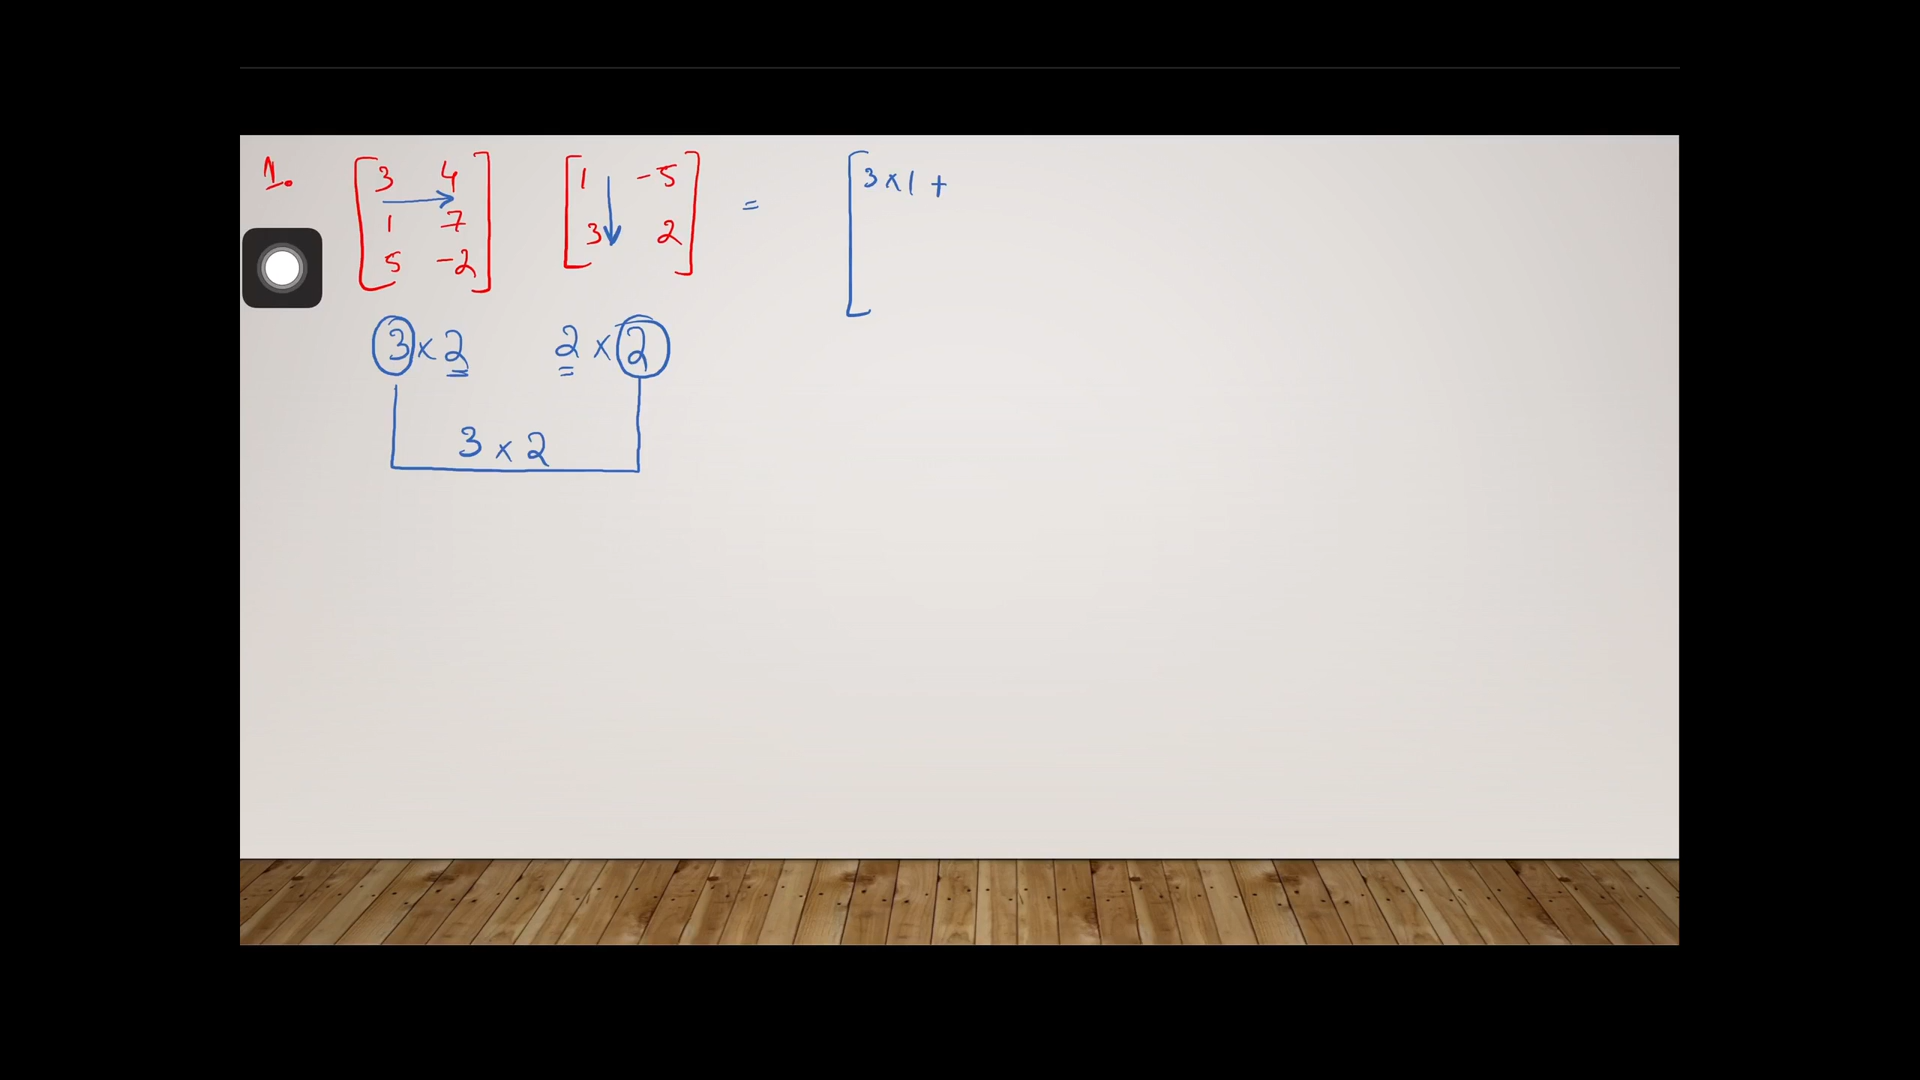 1. [3 4 [1 -5] = [3 x 1 +
1 7
3 2]
5 -2]
3 x 2 2 x 2
3 x 2